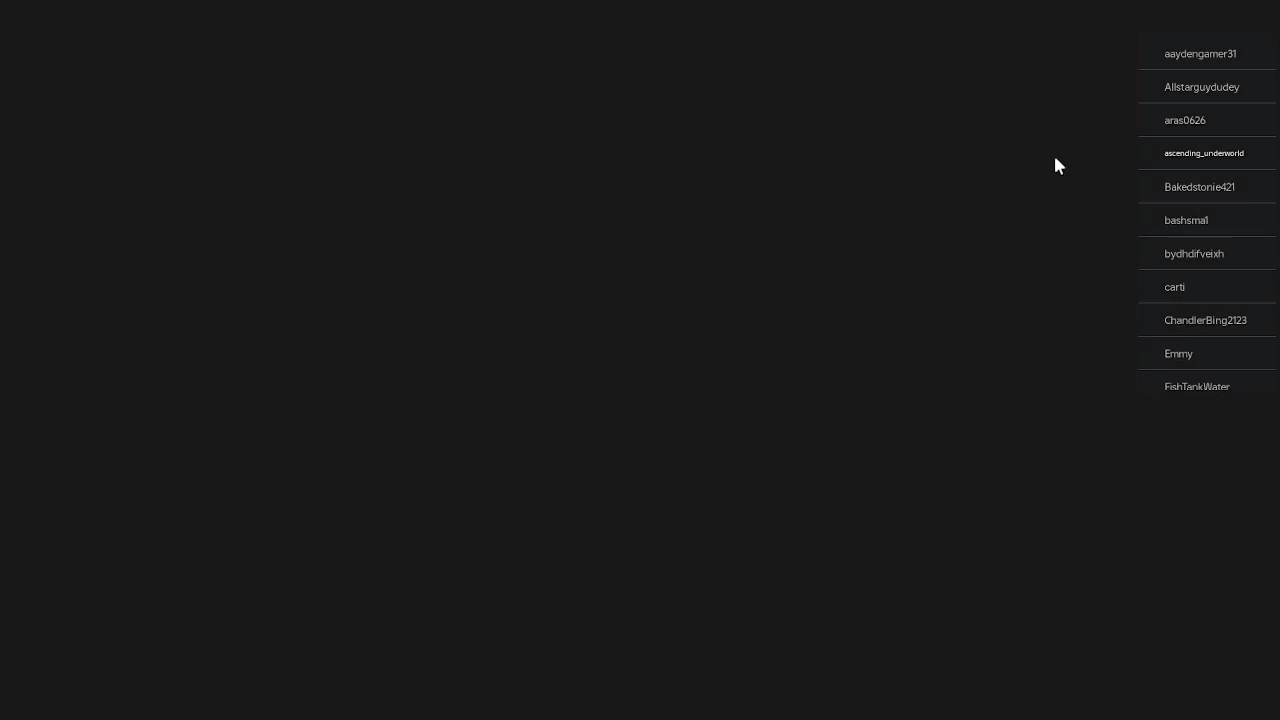 aaydengamer31
Allstarguydudey
aras0626
ascending_underworld
Bakedstonie421
bashsma1
bydhdifveixh
carti
ChandlerBing2123
Emmy
FishTankWater